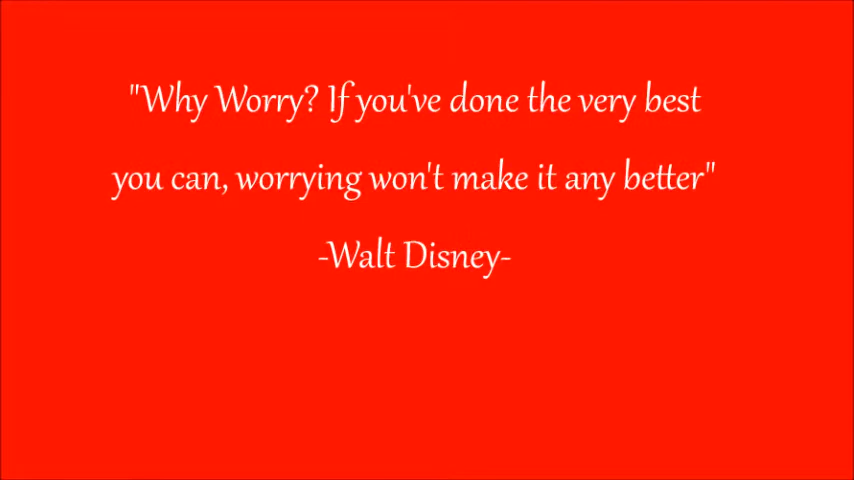 "Why Worry? If you've done the very best
you can, worrying won't make it any better"
-Walt Disney-